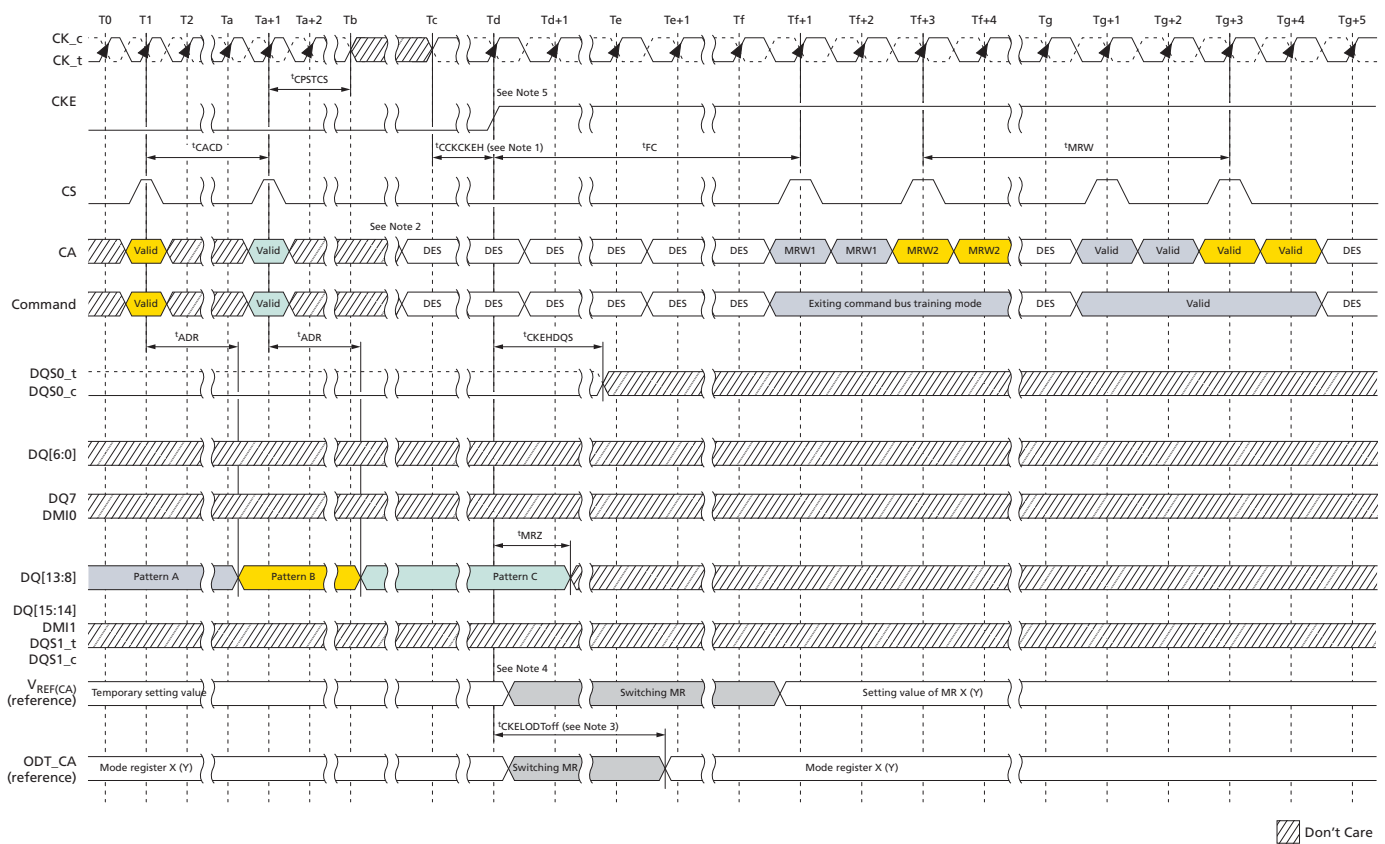 T0 T1 T2 Ta Ta+1 Ta+2 Tb Tc Td Td+1 Te Te+1 Tf Tf+1 Tf+2 Tf+3 Tf+4 Tg Tg+1 Tg+2 Tg+3 Tg+4 Tg+5
CK_c
CK_t
tCPSTCS
CKE
See Note 5
tCACD
tCCKCKEH (see Note 1)
tFC
tMRW
CS
See Note 2
CA Valid Valid DES DES DES DES DES DES MRW1 MRW1 MRW2 MRW2 DES Valid Valid Valid Valid DES
Command Valid Valid DES DES DES DES DES DES Exiting command bus training mode DES Valid DES
tADR tADR tCKEHDQS
DQS0_t
DQS0_c
DQ[6:0]
DQ7
DMI0
tMRZ
DQ[13:8] Pattern A Pattern B Pattern C
DQ[15:14]
DMI1
DQS1_t
DQS1_c
See Note 4
VREF(CA)
(reference)
Temporary setting value Switching MR Setting value of MR X (Y)
tCKELODToff (see Note 3)
ODT_CA
(reference)
Mode register X (Y) Switching MR Mode register X (Y)
Don't Care